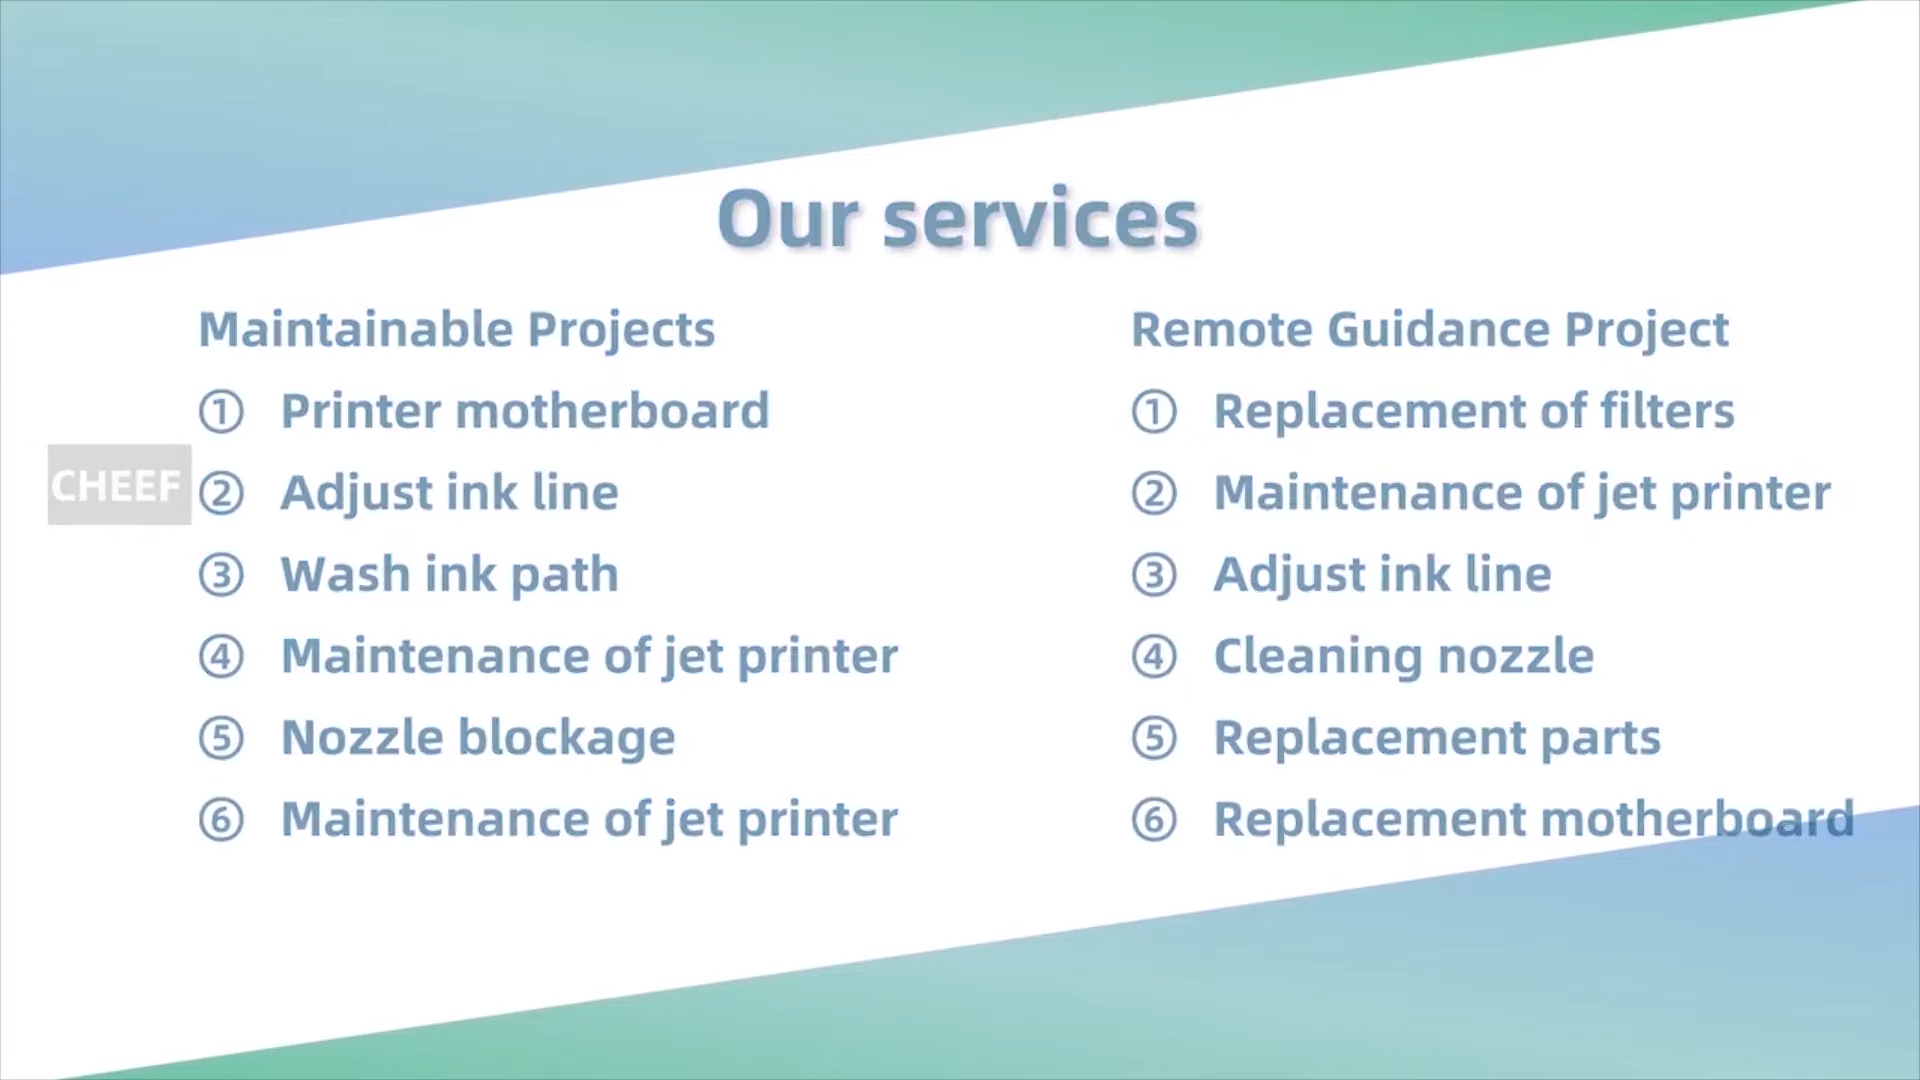 Our services
Maintainable Projects
① Printer motherboard
② Adjust ink line
③ Wash ink path
④ Maintenance of jet printer
⑤ Nozzle blockage
⑥ Maintenance of jet printer
Remote Guidance Project
① Replacement of filters
② Maintenance of jet printer
③ Adjust ink line
④ Cleaning nozzle
⑤ Replacement parts
⑥ Replacement motherboard
CHEEF